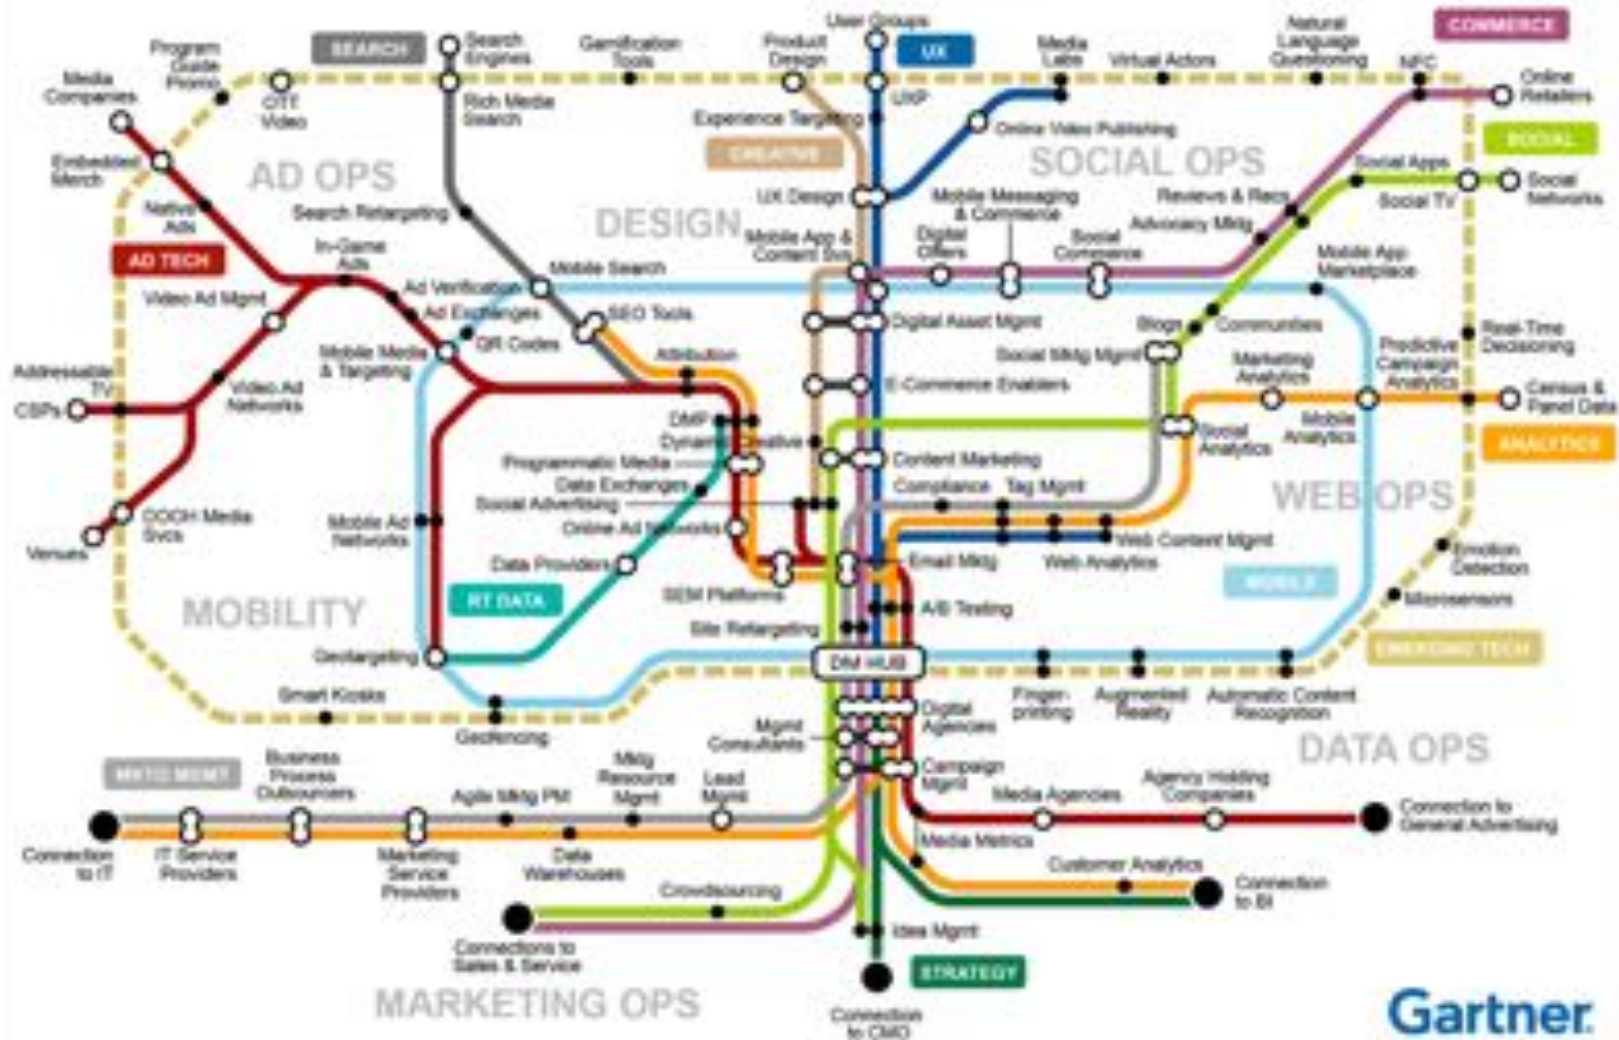 User Groups
COMMERCE
Program
Guide
Promo
SEARCH
Search
Engines
Gamification
Tools
Product
Design
UX
Media
Labs
Virtual Actors
Natural
Language
Questioning
NFC
Media
Companies
OTT
Video
Rich Media
Search
UXP
Online
Retailers
Experience Targeting
Online Video Publishing
SOCIAL
Embedded
Merch
AD OPS
CREATIVE
SOCIAL OPS
Social Apps
Native
Ads
Search Retargeting
DESIGN
UX Design
Mobile Messaging
& Commerce
Reviews & Recs
Social TV
Social
Networks
Advocacy Mktg
AD TECH
In-Game
Ads
Mobile App &
Content Svs
Digital
Offers
Social
Commerce
Mobile App
Marketplace
Mobile Search
Video Ad Mgmt
Ad Verification
Ad Exchanges
SEO Tools
Digital Asset Mgmt
Blogs
Communities
Real-Time
Decisioning
QR Codes
Mobile Media
& Targeting
Attribution
Social Mktg Mgmt
Marketing
Analytics
Predictive
Campaign
Analytics
Addressable
TV
CSPs
Video Ad
Networks
E-Commerce Enablers
Census &
Panel Data
DMP
Dynamic Creative
Social
Analytics
Mobile
Analytics
ANALYTICS
Programmatic Media
Content Marketing
Data Exchanges
Compliance
Tag Mgmt
WEB OPS
Social Advertising
DOOH Media
Svcs
Venues
Mobile Ad
Networks
Online Ad Networks
Web Content Mgmt
Emotion
Detection
Data Providers
Email Mktg
Web Analytics
MOBILE
RT DATA
SEM Platforms
A/B Testing
Microsensors
MOBILITY
Site Retargeting
Geotargeting
DM HUB
EMERGING TECH
Smart Kiosks
Finger-
printing
Augmented
Reality
Automatic Content
Recognition
Digital
Agencies
Geofencing
Mgmt
Consultants
DATA OPS
MKTG MGMT
Business
Process
Outsourcers
Mktg
Resource
Mgmt
Lead
Mgmt
Campaign
Mgmt
Agile Mktg PM
Media Agencies
Agency Holding
Companies
Connection to
General Advertising
Connection
to IT
IT Service
Providers
Marketing
Service
Providers
Data
Warehouses
Media Metrics
Customer Analytics
Crowdsourcing
Connection
to BI
Connections to
Sales & Service
Idea Mgmt
STRATEGY
MARKETING OPS
Connection
to CMO
Gartner.